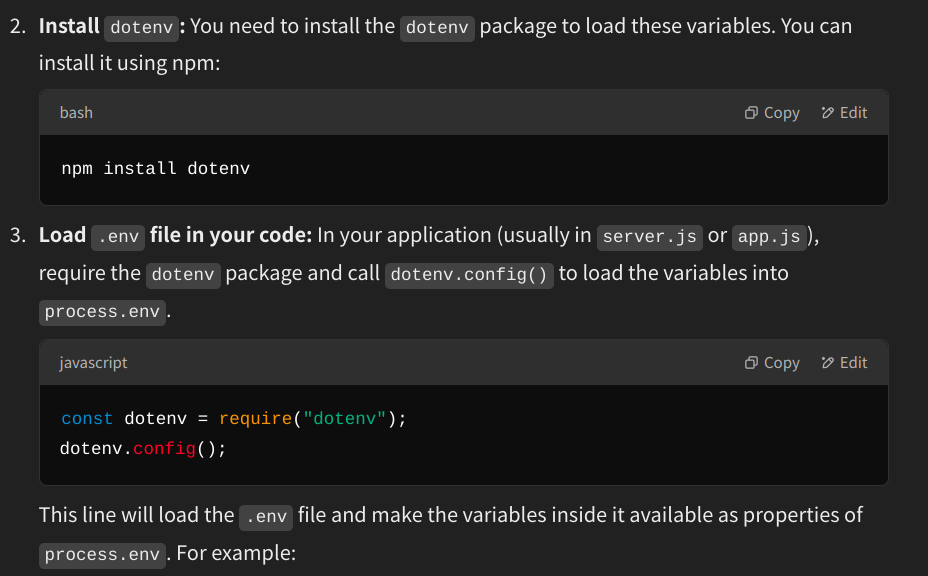 2. Install dotenv: You need to install the dotenv package to load these variables. You can
install it using npm:
bash Copy Edit
npm install dotenv
3. Load .env file in your code: In your application (usually in server.js or app.js),
require the dotenv package and call dotenv.config() to load the variables into
process.env.
javascript Copy Edit
const dotenv = require("dotenv");
dotenv.config();
This line will load the .env file and make the variables inside it available as properties of
process.env. For example: